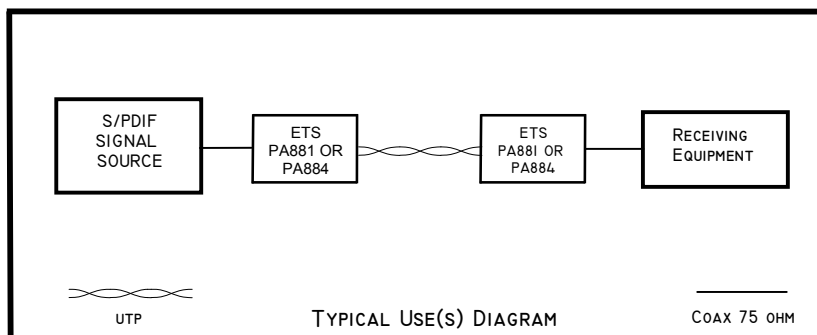 S/PDIF
SIGNAL
SOURCE
ETS
PA881 OR
PA884
ETS
PA881 OR
PA884
RECEIVING
EQUIPMENT
UTP
TYPICAL USE(S) DIAGRAM
COAX 75 OHM